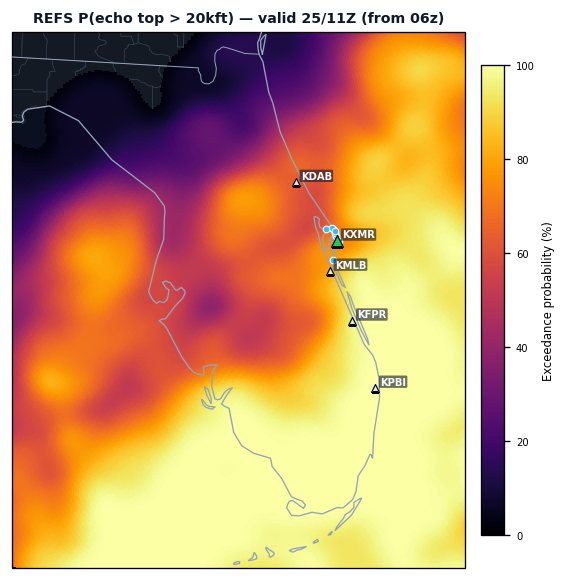 REFS P(echo top > 20kft) — valid 25/11Z (from 06z)
KDAB
KXMR
KMLB
KFPR
KPBI
100
80
60
40
20
0
Exceedance probability (%)